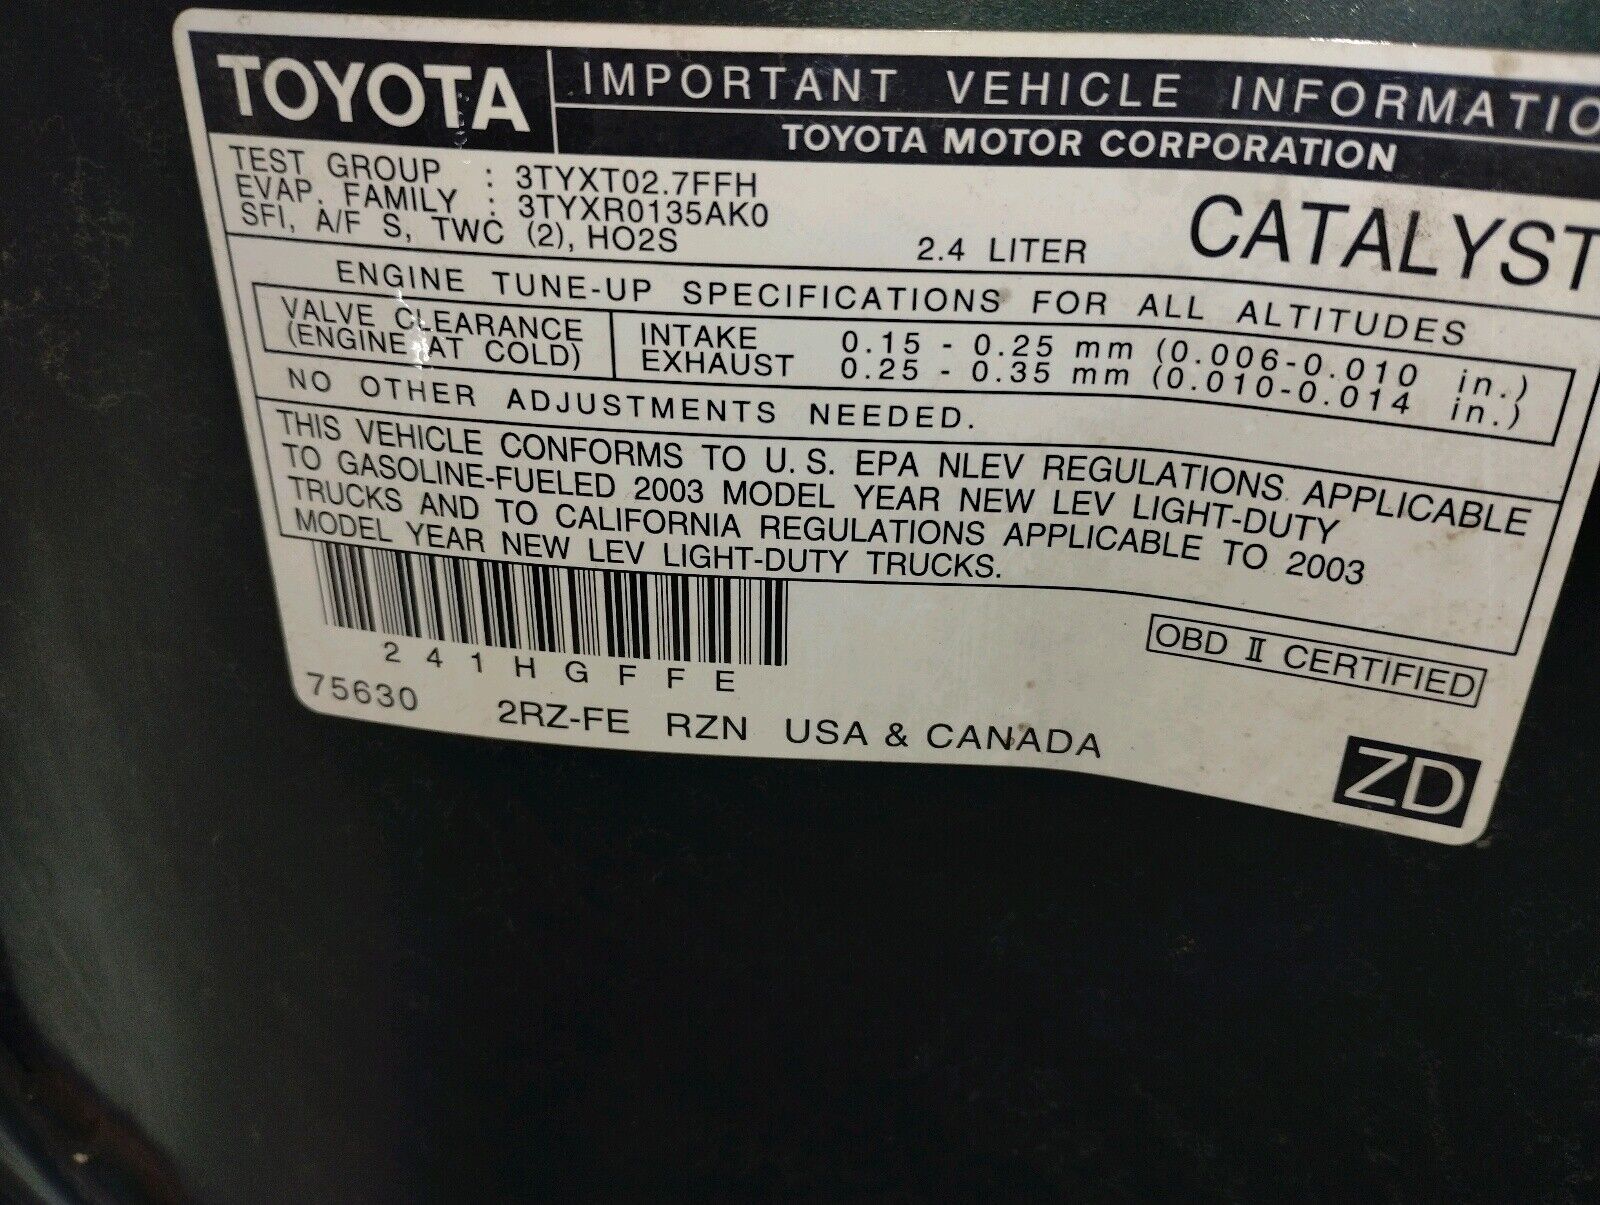 TOYOTA
IMPORTANT VEHICLE INFORMATIO
TOYOTA MOTOR CORPORATION
TEST GROUP : 3TYXT02.7FFH
EVAP. FAMILY : 3TYXR0135AK0
SFI, A/F S, TWC (2), HO2S
2.4 LITER
CATALYST
ENGINE TUNE-UP SPECIFICATIONS FOR ALL ALTITUDES
VALVE CLEARANCE
(ENGINE AT COLD)
INTAKE 0.15 - 0.25 mm (0.006-0.010 in.)
EXHAUST 0.25 - 0.35 mm (0.010-0.014 in.)
NO OTHER ADJUSTMENTS NEEDED.
THIS VEHICLE CONFORMS TO U.S. EPA NLEV REGULATIONS APPLICABLE
TO GASOLINE-FUELED 2003 MODEL YEAR NEW LEV LIGHT-DUTY
TRUCKS AND TO CALIFORNIA REGULATIONS APPLICABLE TO 2003
MODEL YEAR NEW LEV LIGHT-DUTY TRUCKS.
241HGFFE
OBD II CERTIFIED
75630
2RZ-FE RZN USA & CANADA
ZD